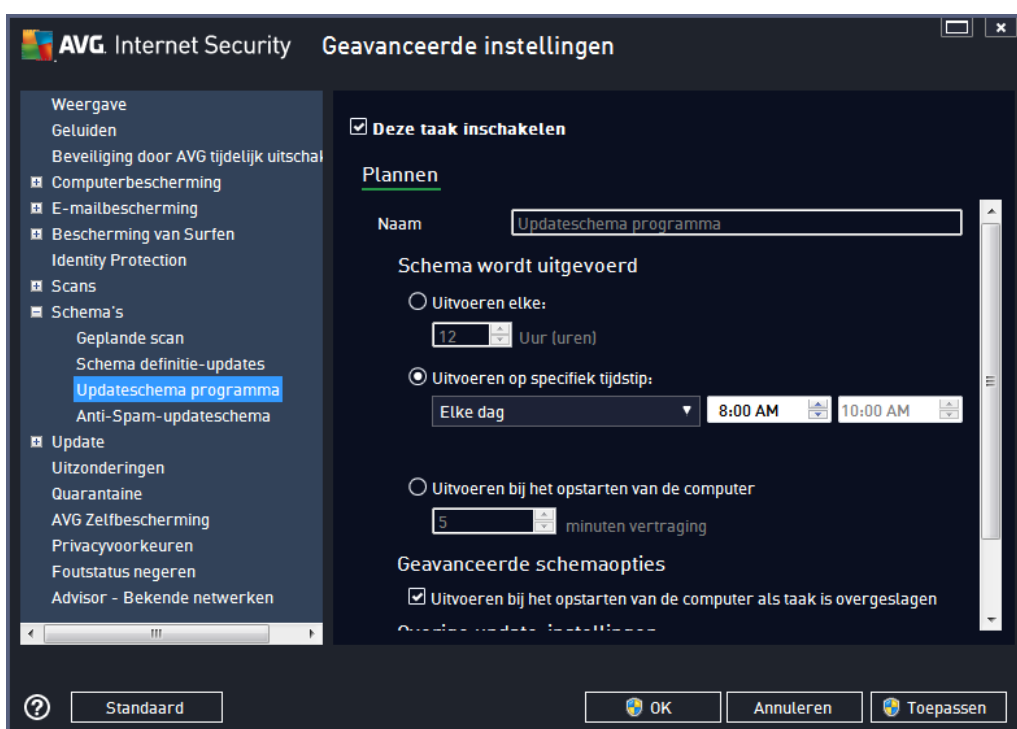 AVG. Internet Security Geavanceerde instellingen
Weergave
Geluiden
Beveiliging door AVG tijdelijk uitschak
Computerbescherming
E-mailbescherming
Bescherming van Surfen
Identity Protection
Scans
Schema's
Geplande scan
Schema definitie-updates
Updateschema programma
Anti-Spam-updateschema
Update
Uitzonderingen
Quarantaine
AVG Zelfbescherming
Privacyvoorkeuren
Foutstatus negeren
Advisor - Bekende netwerken
Deze taak inschakelen
Plannen
Naam Updateschema programma
Schema wordt uitgevoerd
Uitvoeren elke:
12 Uur (uren)
Uitvoeren op specifiek tijdstip:
Elke dag 8:00 AM 10:00 AM
Uitvoeren bij het opstarten van de computer
5 minuten vertraging
Geavanceerde schemaopties
Uitvoeren bij het opstarten van de computer als taak is overgeslagen
Overige update-instellingen
? Standaard OK Annuleren Toepassen